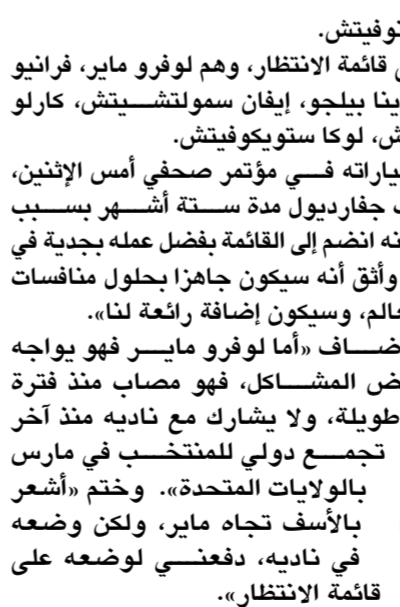 توفيتش.
قائمة الانتظار، وهم لوفرو ماير، فرانيو
ينا بيلجو، إيفان سمولتشيتش، كارلو
ش، لوكا ستويكوفيتش.
ياراته في مؤتمر صحفي أمس الإثنين،
جفارديول مدة ستة أشهر بسبب
نه انضم إلى القائمة بفضل عمله بجدية في
وأثق أنه سيكون جاهزا بحلول منافسات
عالم، وسيكون إضافة رائعة لنا».
ضاف «أما لوفرو ماير فهو يواجه
ض المشاكل، فهو مصاب منذ فترة
طويلة، ولا يشارك مع ناديه منذ آخر
تجمع دولي للمنتخب في مارس
بالولايات المتحدة». وختم «أشعر
بالأسف تجاه ماير، ولكن وضعه
في ناديه، دفعني لوضعه على
قائمة الانتظار».